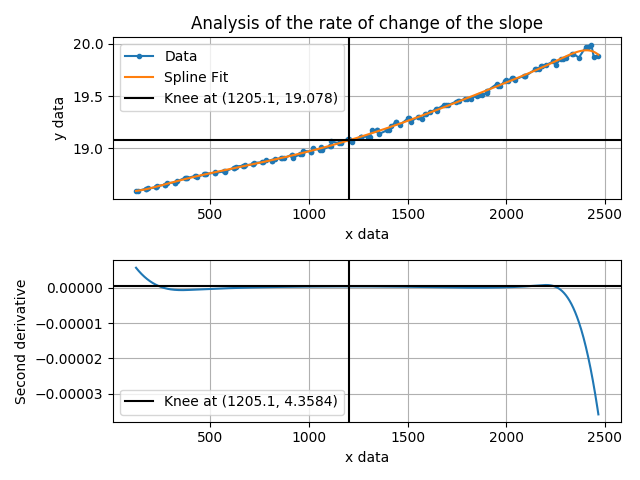 Analysis of the rate of change of the slope
20.0
19.5
19.0
y data
Data
Spline Fit
Knee at (1205.1, 19.078)
500 1000 1500 2000 2500
x data
0.00000
−0.00001
−0.00002
−0.00003
Second derivative
Knee at (1205.1, 4.3584)
500 1000 1500 2000 2500
x data